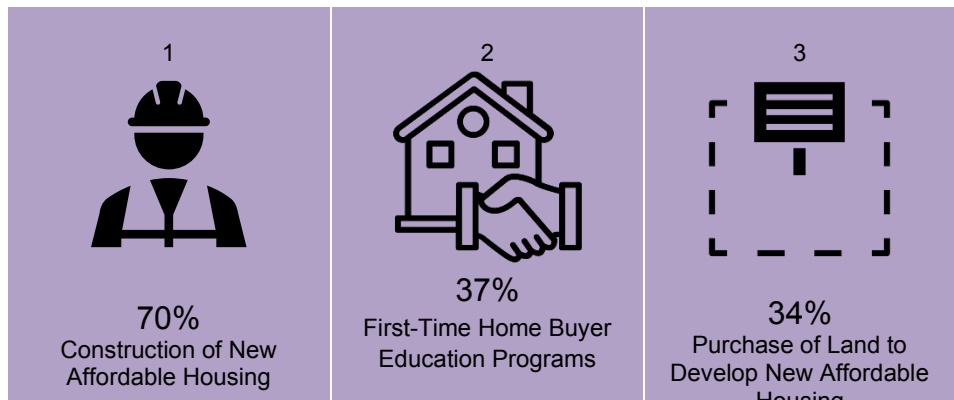 1
70%
Construction of New
Affordable Housing
2
37%
First-Time Home Buyer
Education Programs
3
34%
Purchase of Land to
Develop New Affordable
Housing